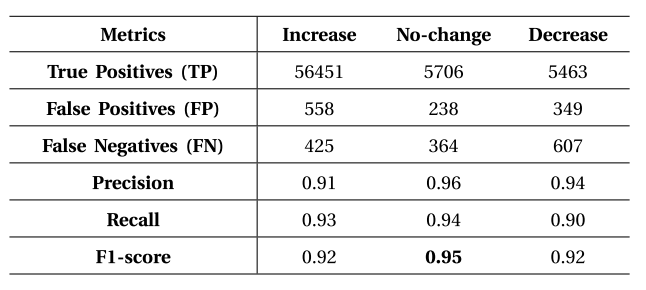 Metrics Increase No-change Decrease
True Positives (TP) 56451 5706 5463
False Positives (FP) 558 238 349
False Negatives (FN) 425 364 607
Precision 0.91 0.96 0.94
Recall 0.93 0.94 0.90
F1-score 0.92 0.95 0.92